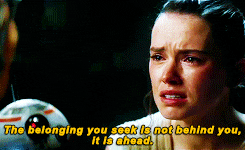 The belonging you seek is not behind you,
it is ahead.